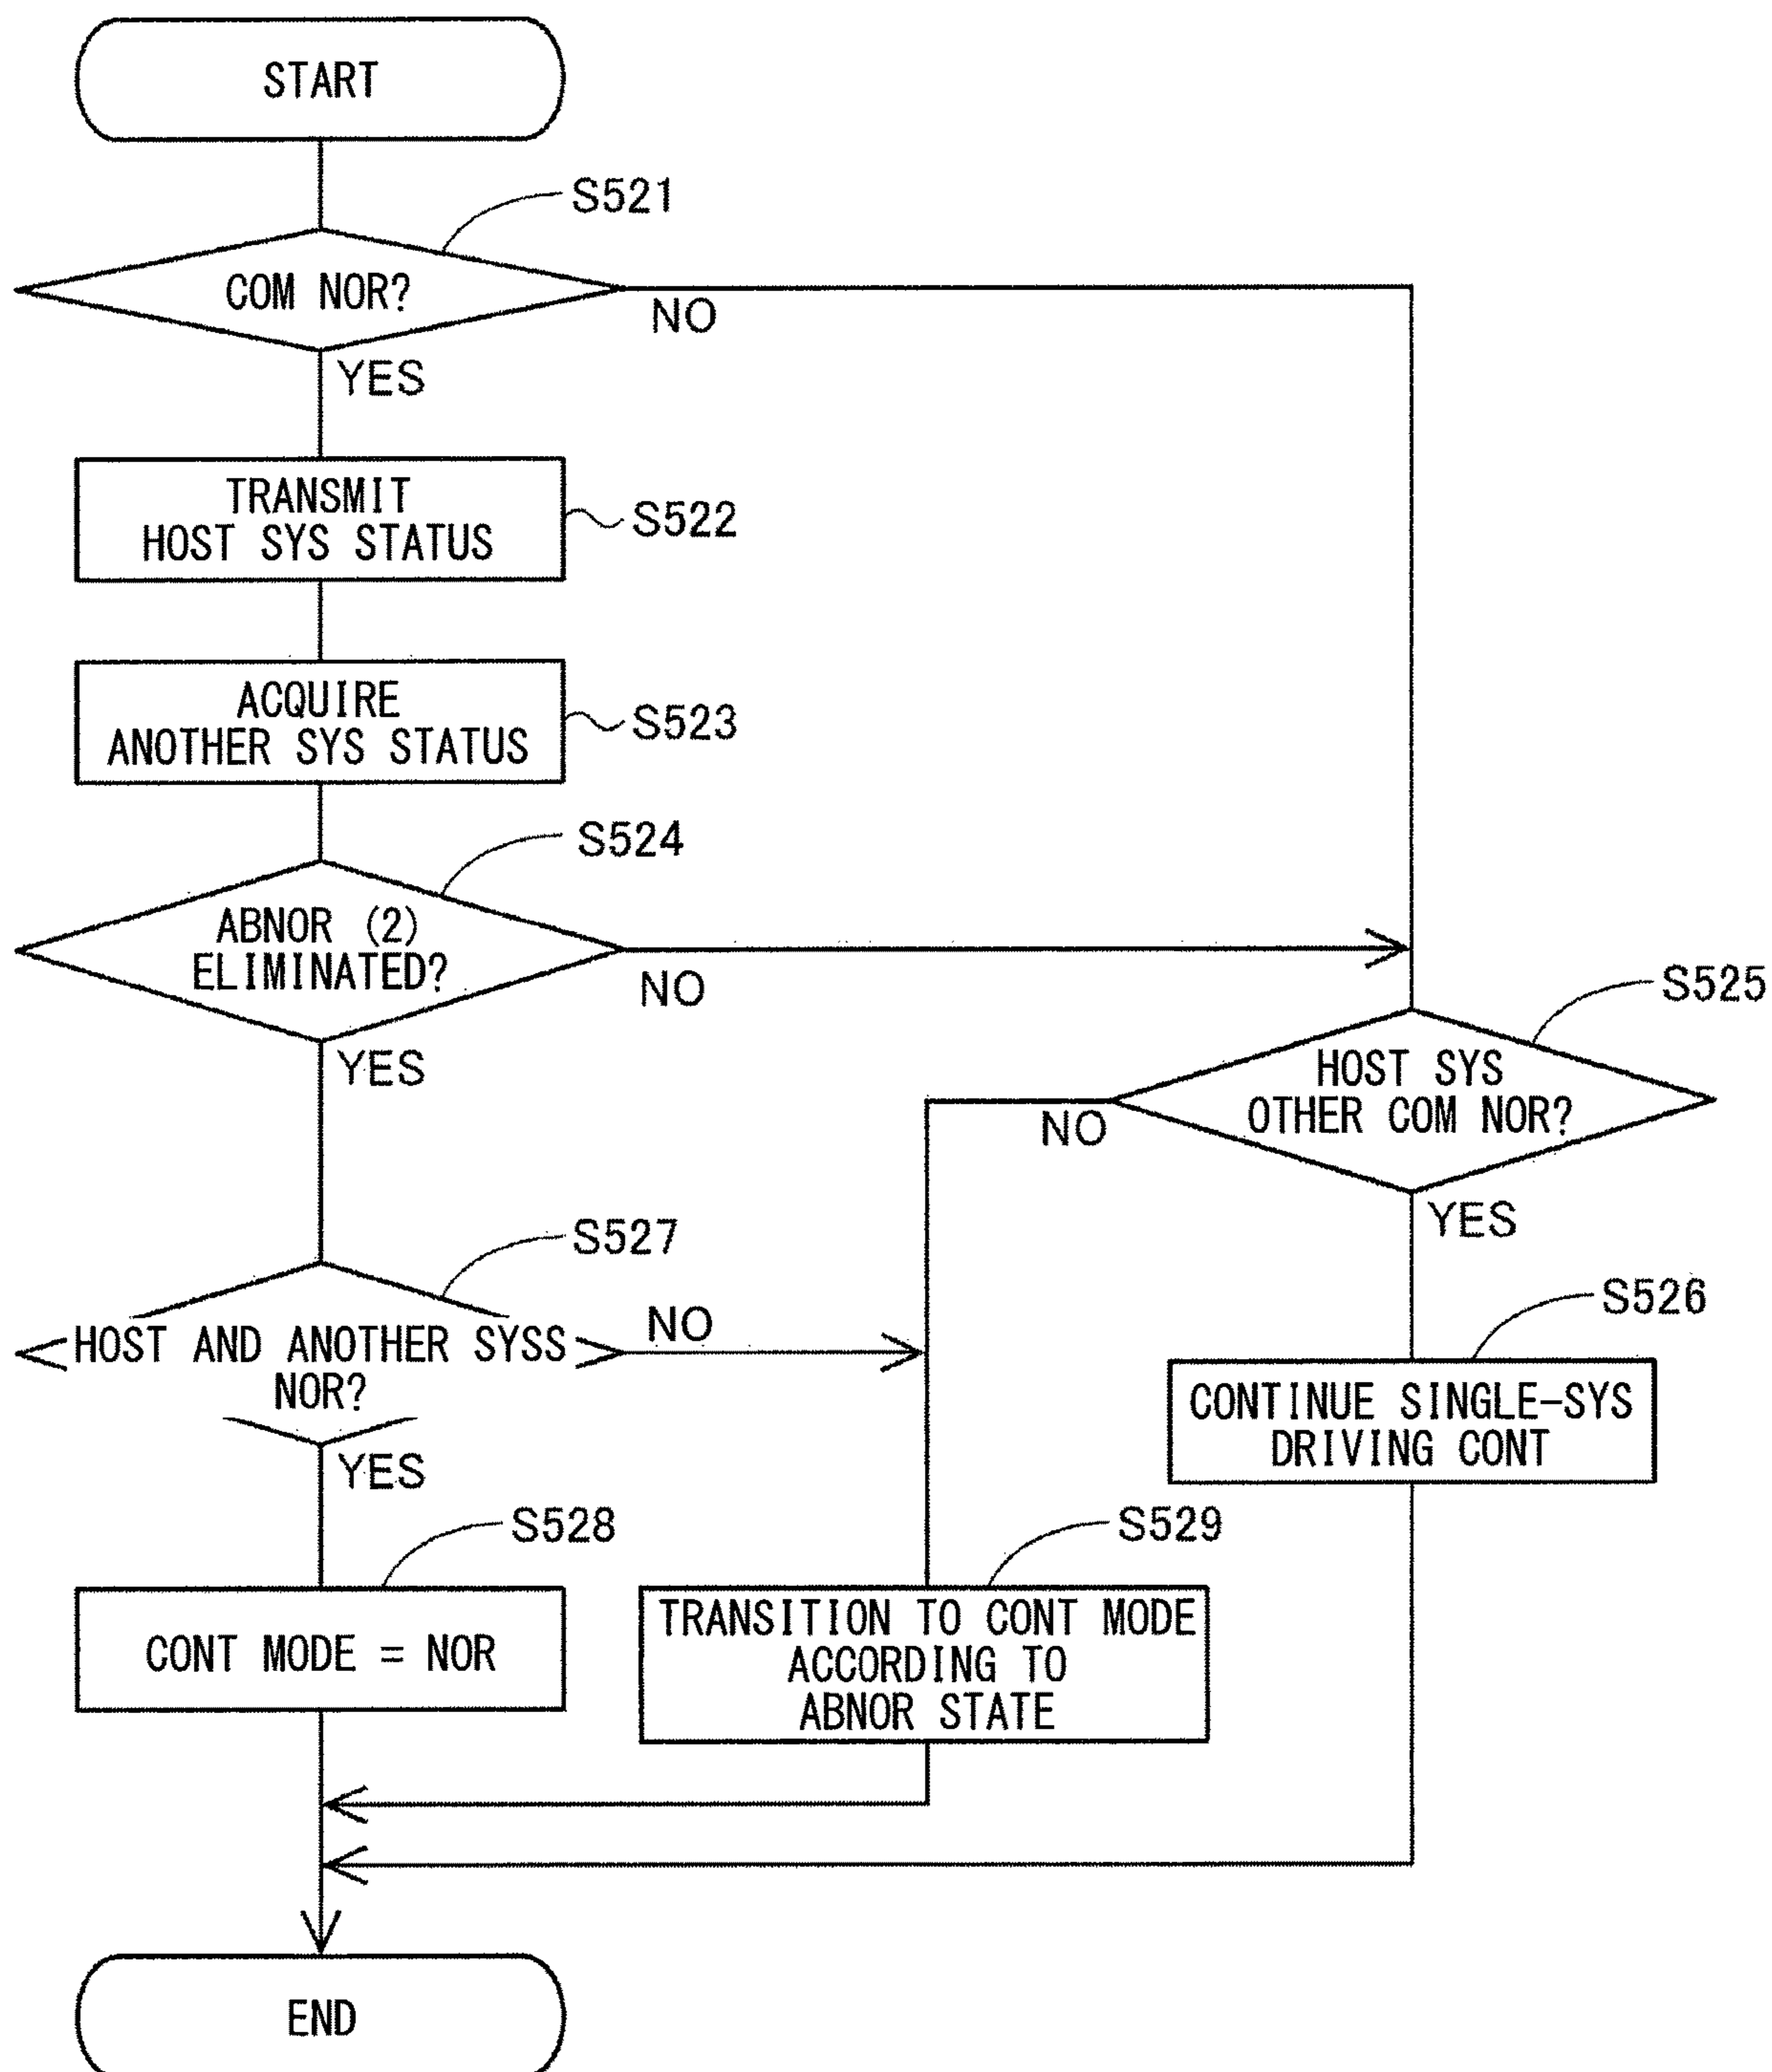 START
S521
COM NOR?
NO
YES
TRANSMIT
HOST SYS STATUS
S522
ACQUIRE
ANOTHER SYS STATUS
S523
S524
ABNOR (2)
ELIMINATED?
NO
YES
S525
HOST SYS
OTHER COM NOR?
NO
YES
S527
HOST AND ANOTHER SYSS
NOR?
NO
YES
S526
CONTINUE SINGLE-SYS
DRIVING CONT
S528
CONT MODE = NOR
S529
TRANSITION TO CONT MODE
ACCORDING TO
ABNOR STATE
END